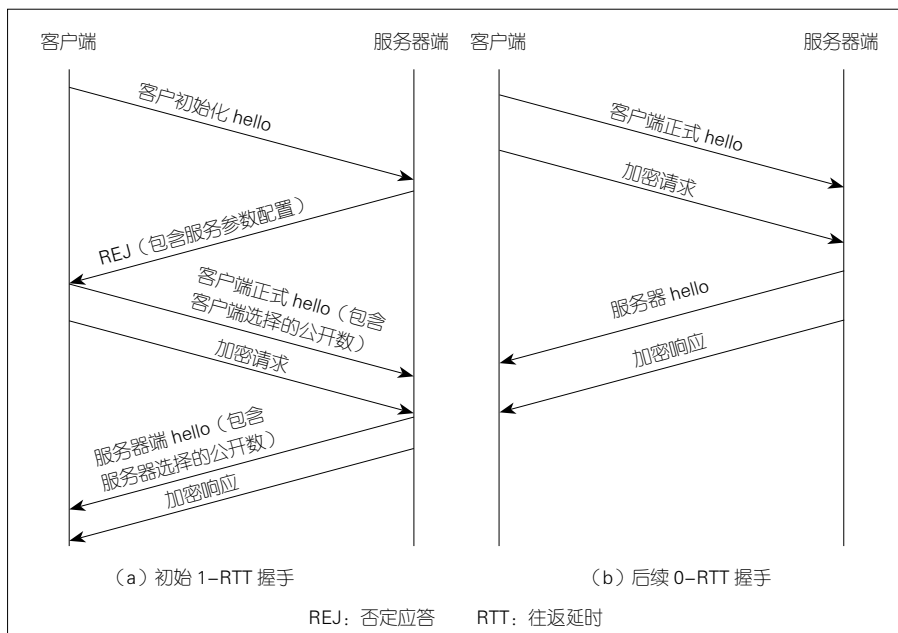 客户端
服务器端
客户初始化 hello
REJ（包含服务参数配置）
客户端正式 hello（包含
客户端选择的公开数）
加密请求
服务器端 hello（包含
服务器选择的公开数）
加密响应
（a）初始 1-RTT 握手
客户端
服务器端
客户端正式 hello
加密请求
服务器 hello
加密响应
（b）后续 0-RTT 握手
REJ：否定应答 RTT：往返延时